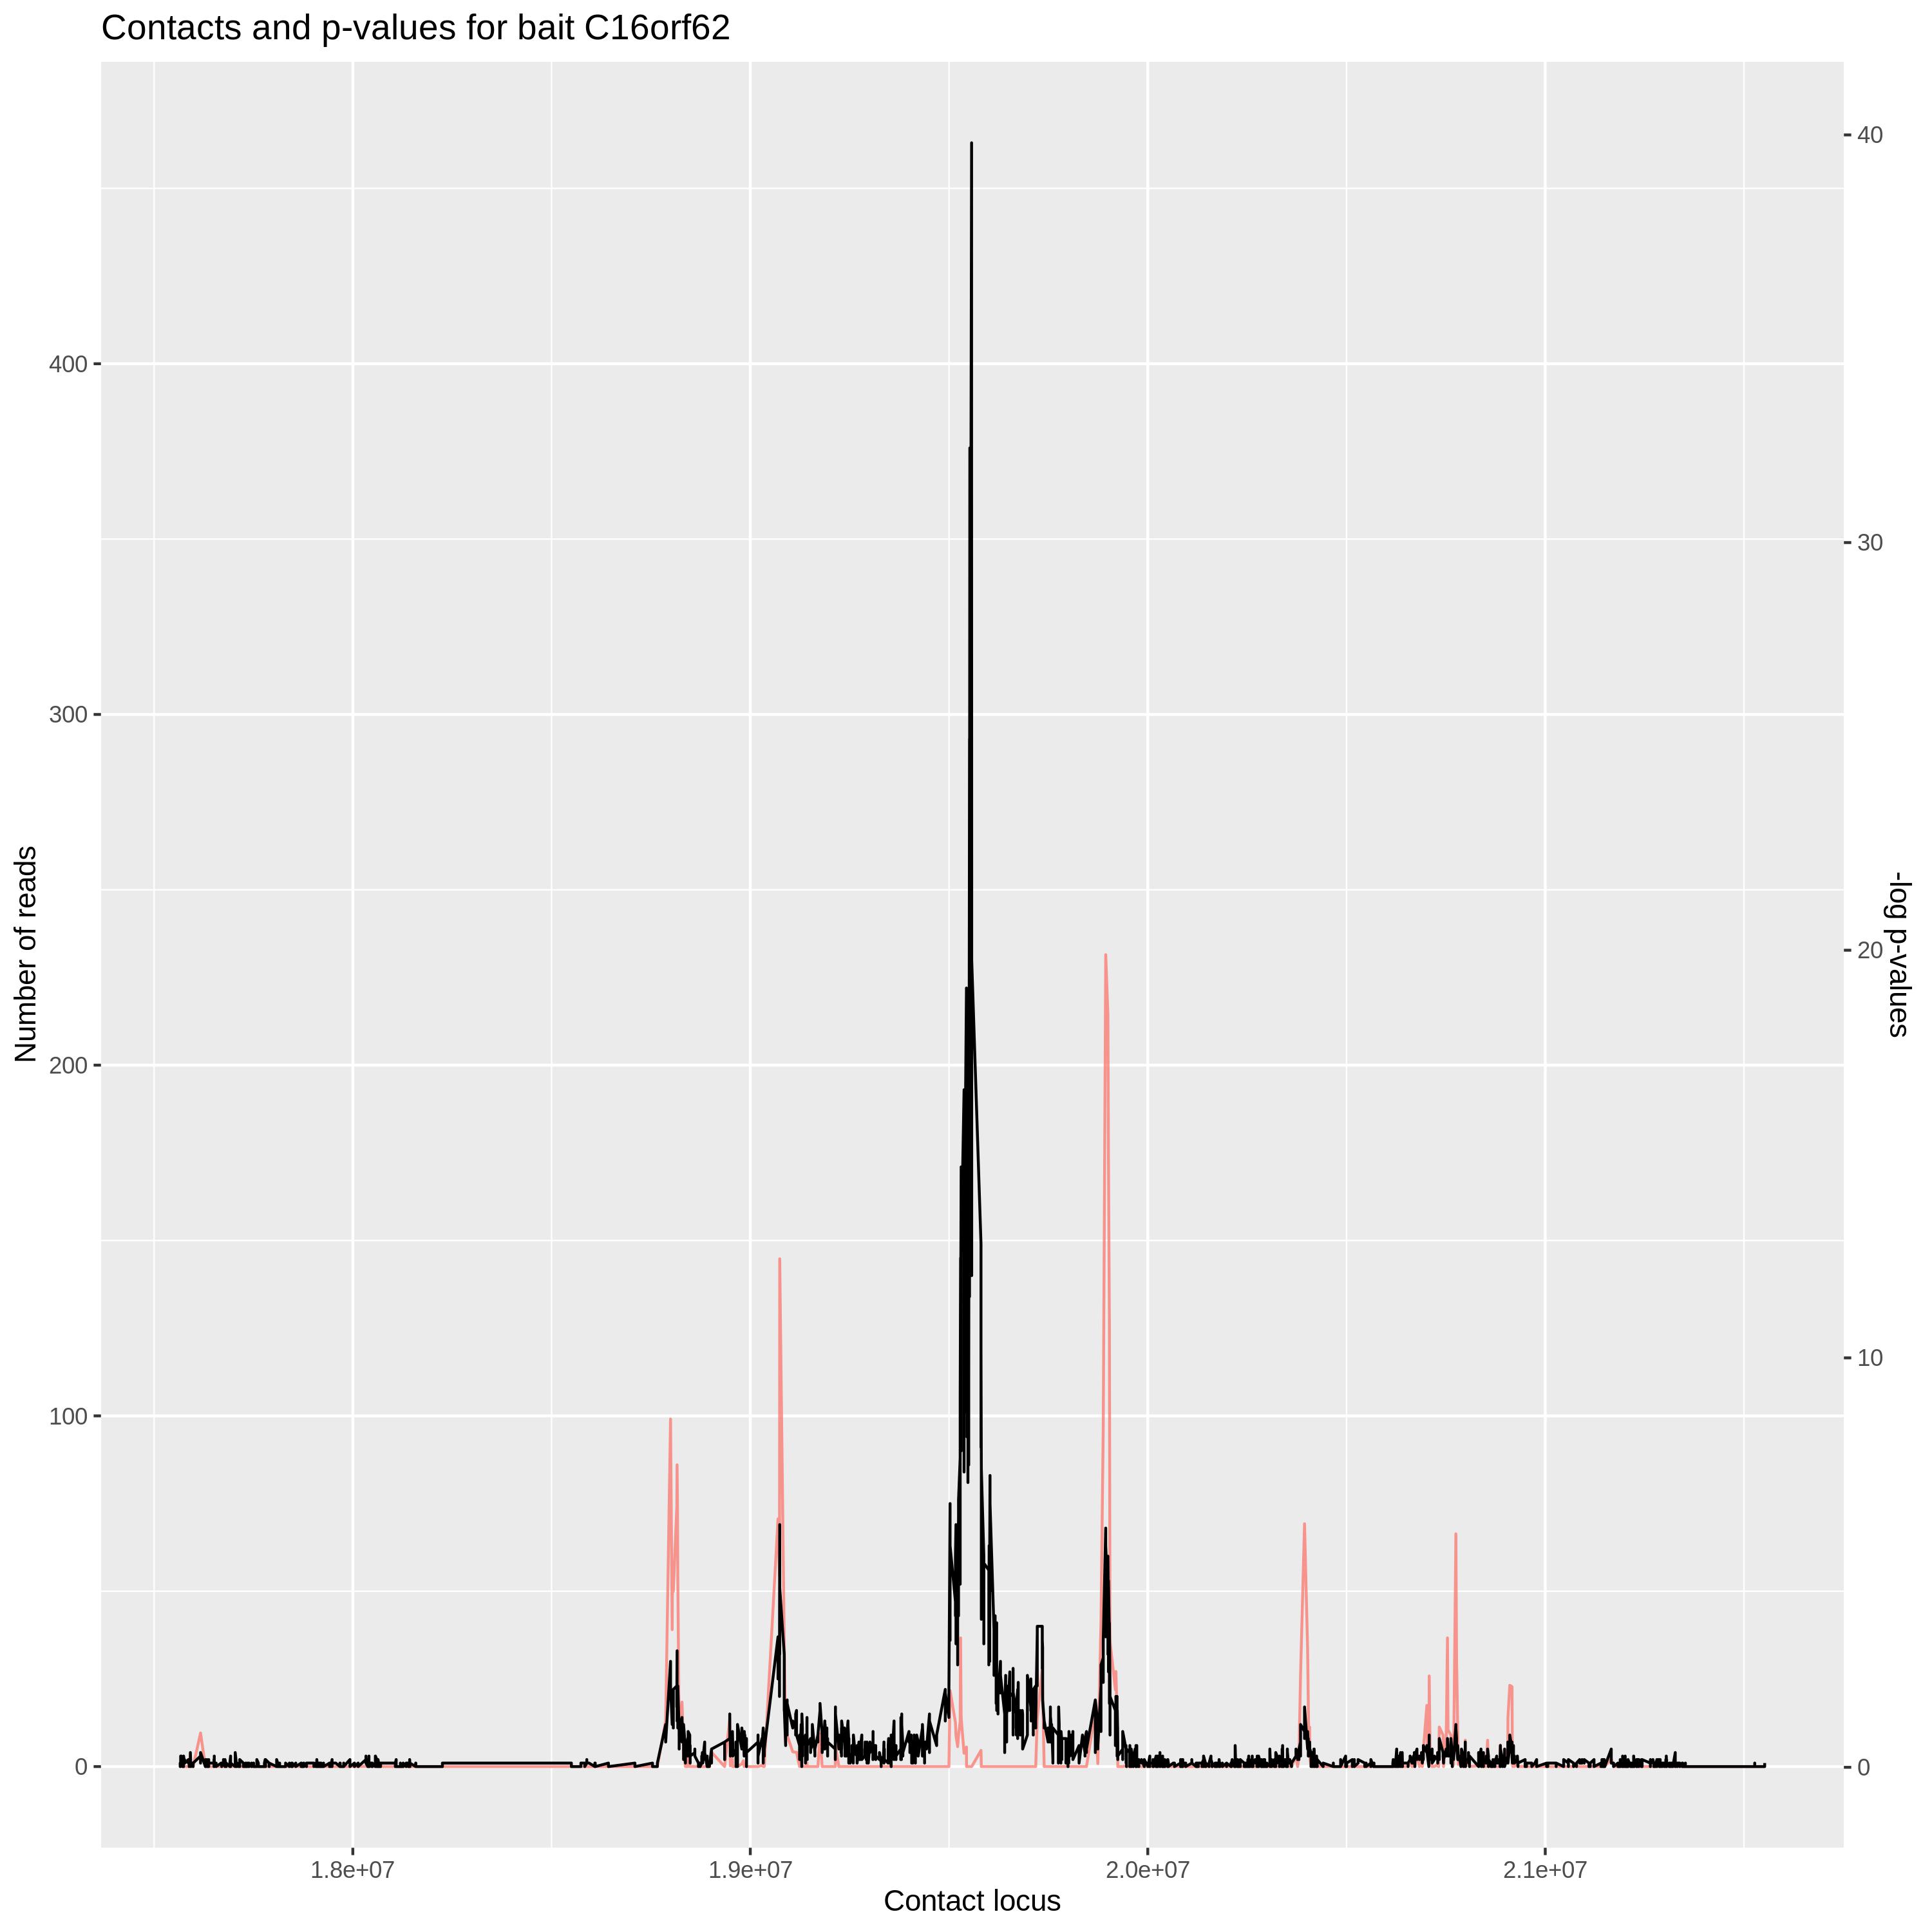 Contacts and p-values for bait C16orf62
400
300
200
100
0
Number of reads
40
30
20
10
0
-log p-values
1.8e+07
1.9e+07
2.0e+07
2.1e+07
Contact locus